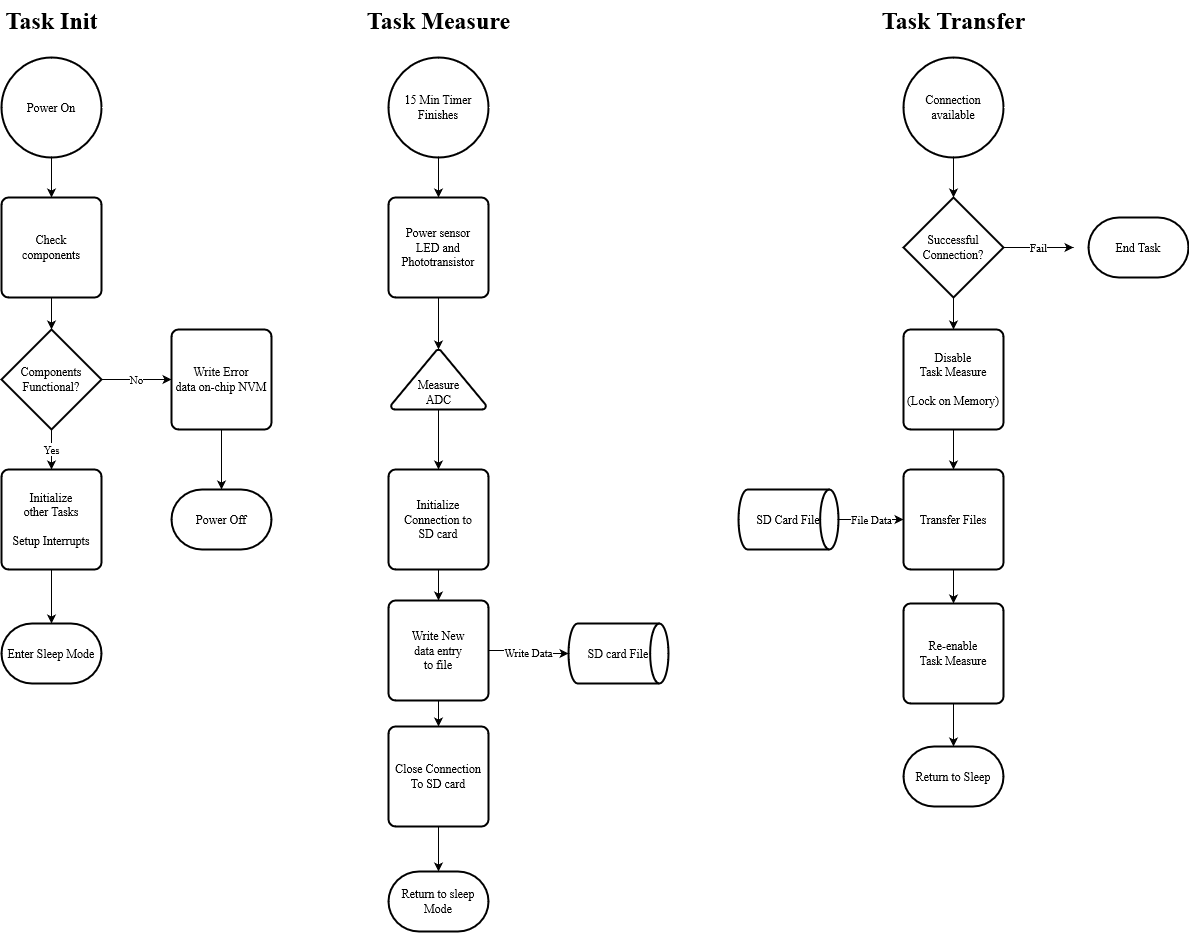 Task Init
Power On
Check
components
Components
Functional?
No
Write Error
data on-chip NVM
Power Off
Yes
Initialize
other Tasks
Setup Interrupts
Enter Sleep Mode
Task Measure
15 Min Timer
Finishes
Power sensor
LED and
Phototransistor
Measure
ADC
Initialize
Connection to
SD card
Write New
data entry
to file
Write Data
SD card File
Close Connection
To SD card
Return to sleep
Mode
Task Transfer
Connection
available
Successful
Connection?
Fail
End Task
Disable
Task Measure
(Lock on Memory)
SD Card File
File Data
Transfer Files
Re-enable
Task Measure
Return to Sleep